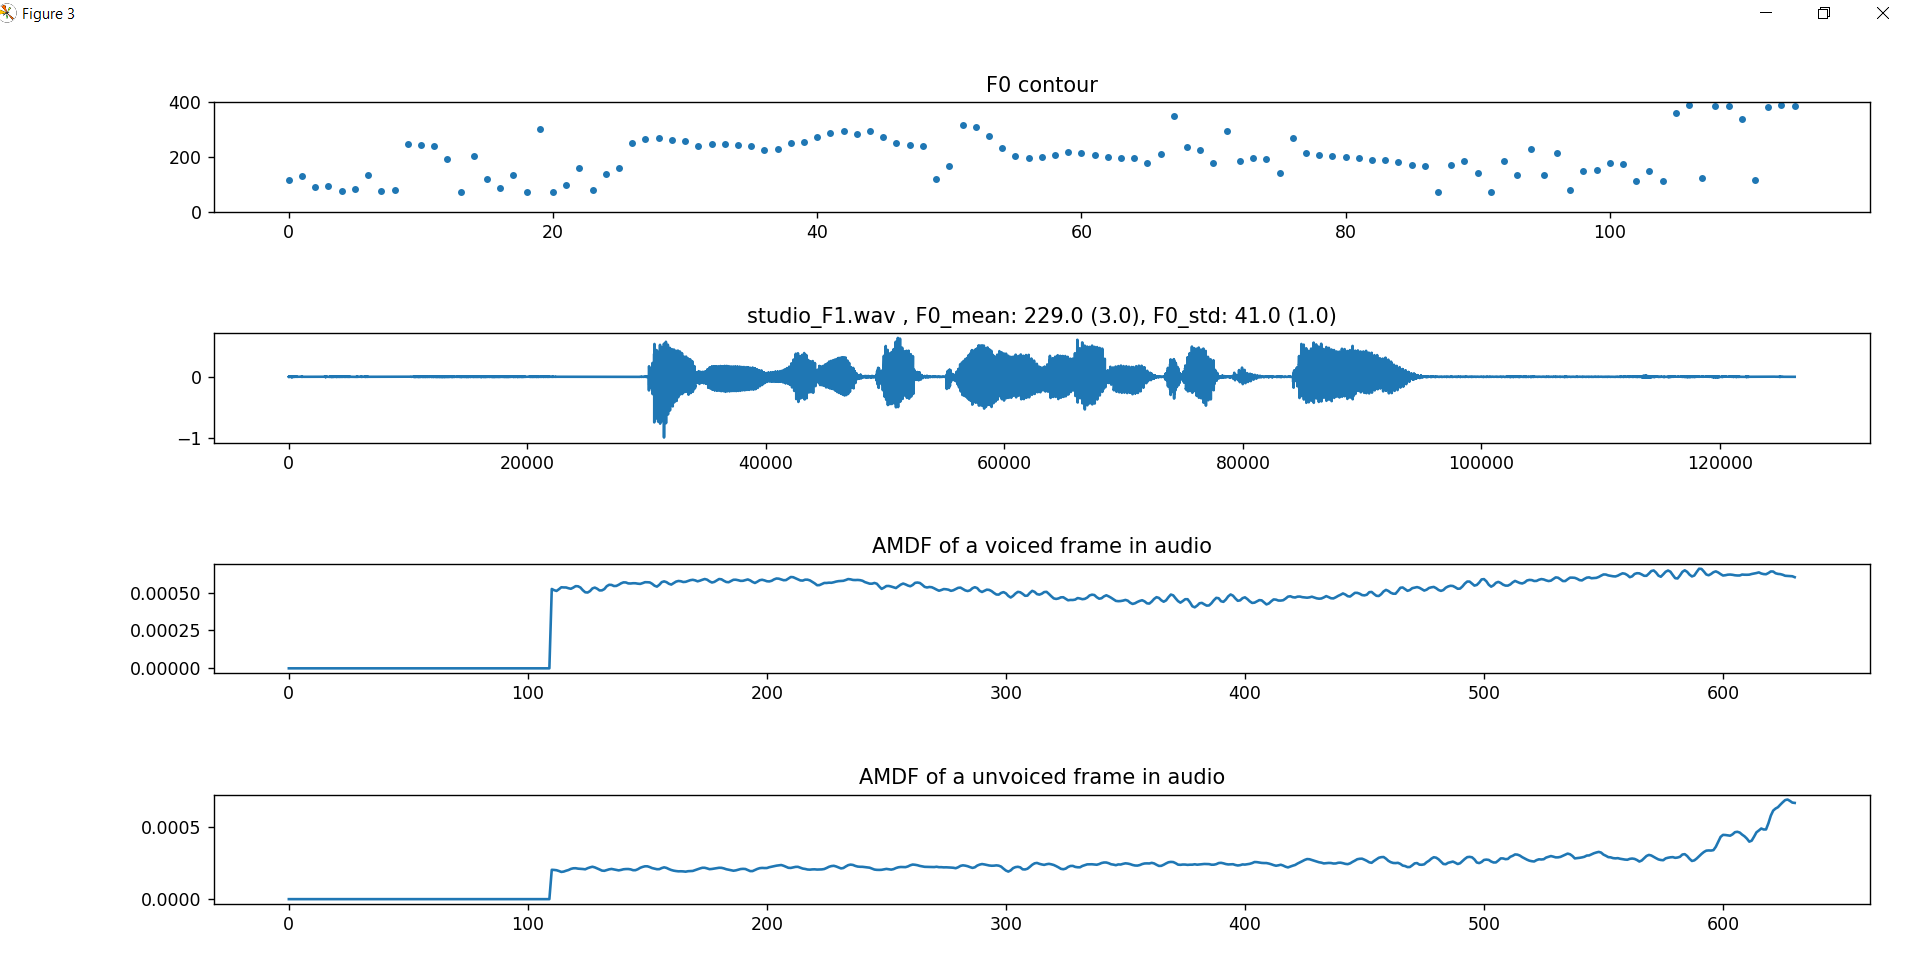 Figure 3
F0 contour
400
200
0
0 20 40 60 80 100
studio_F1.wav , F0_mean: 229.0 (3.0), F0_std: 41.0 (1.0)
0
−1
0 20000 40000 60000 80000 100000 120000
AMDF of a voiced frame in audio
0.00050
0.00025
0.00000
0 100 200 300 400 500 600
AMDF of a unvoiced frame in audio
0.0005
0.0000
0 100 200 300 400 500 600